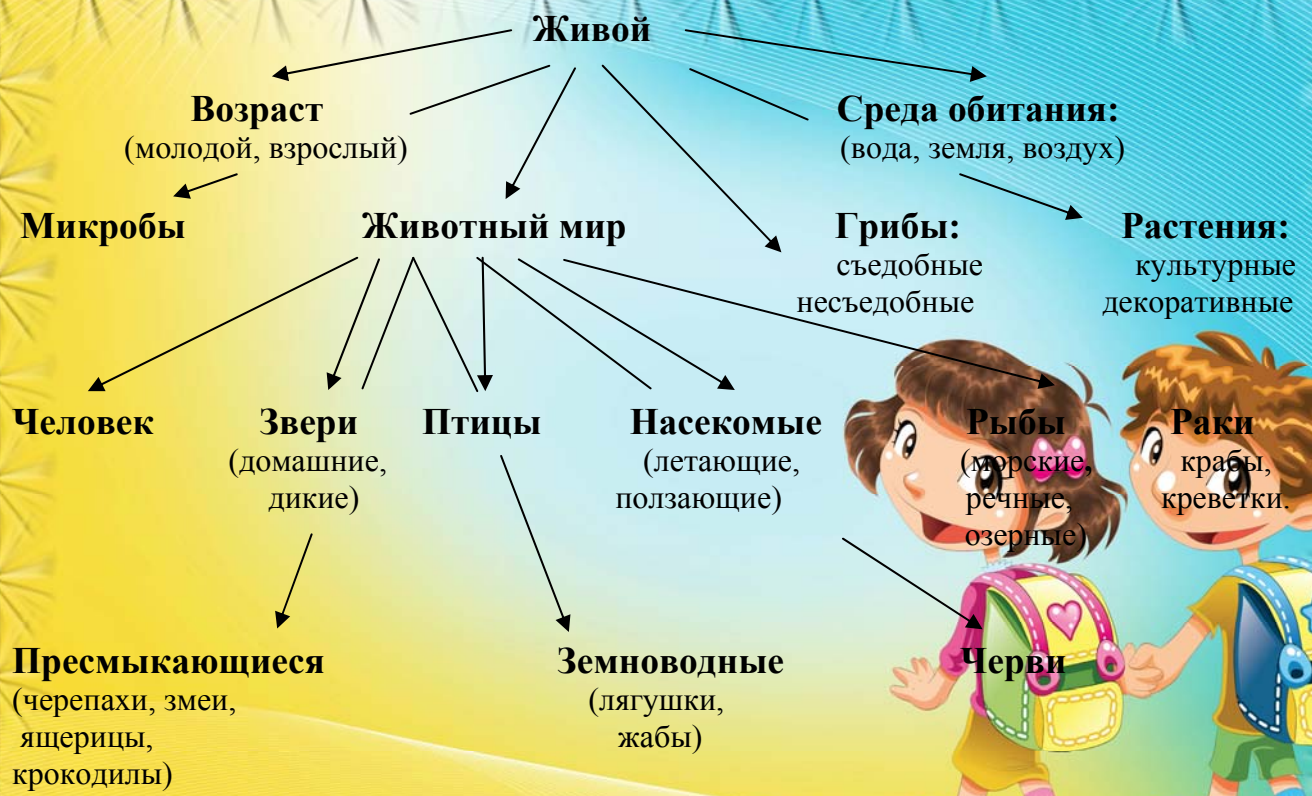 Живой
Возраст
(молодой, взрослый)
Среда обитания:
(вода, земля, воздух)
Микробы
Животный мир
Грибы:
съедобные
несъедобные
Растения:
культурные
декоративные
Человек
Звери
(домашние,
дикие)
Птицы
Насекомые
(летающие,
ползающие)
Рыбы
(морские,
речные,
озерные)
Раки
крабы,
креветки.
Пресмыкающиеся
(черепахи, змеи,
ящерицы,
крокодилы)
Земноводные
(лягушки,
жабы)
Черви